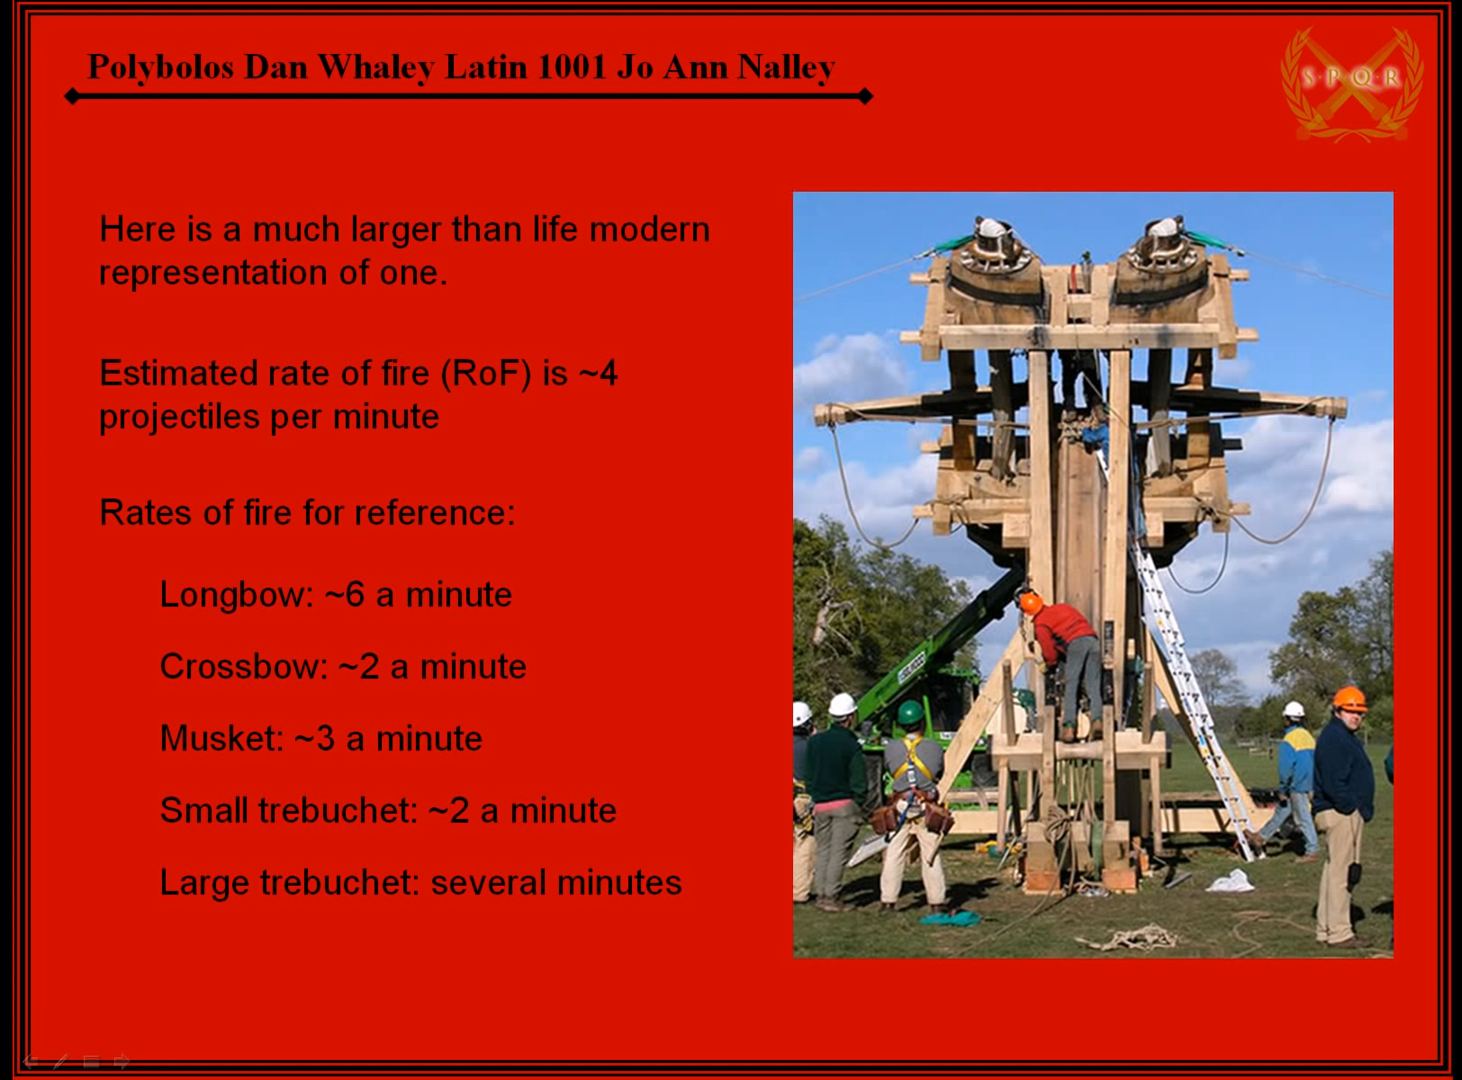 Polybolos Dan Whaley Latin 1001 Jo Ann Nalley
S·P·Q·R
Here is a much larger than life modern
representation of one.
Estimated rate of fire (RoF) is ~4
projectiles per minute
Rates of fire for reference:
Longbow: ~6 a minute
Crossbow: ~2 a minute
Musket: ~3 a minute
Small trebuchet: ~2 a minute
Large trebuchet: several minutes